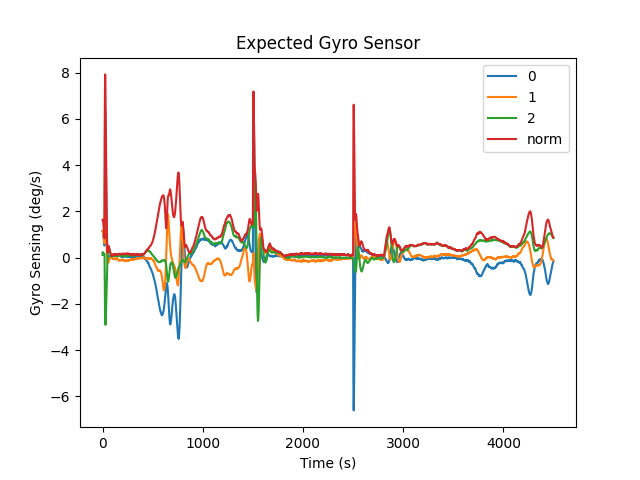 Expected Gyro Sensor
8
6
4
2
0
−2
−4
−6
Gyro Sensing (deg/s)
0
1
2
norm
0 1000 2000 3000 4000
Time (s)